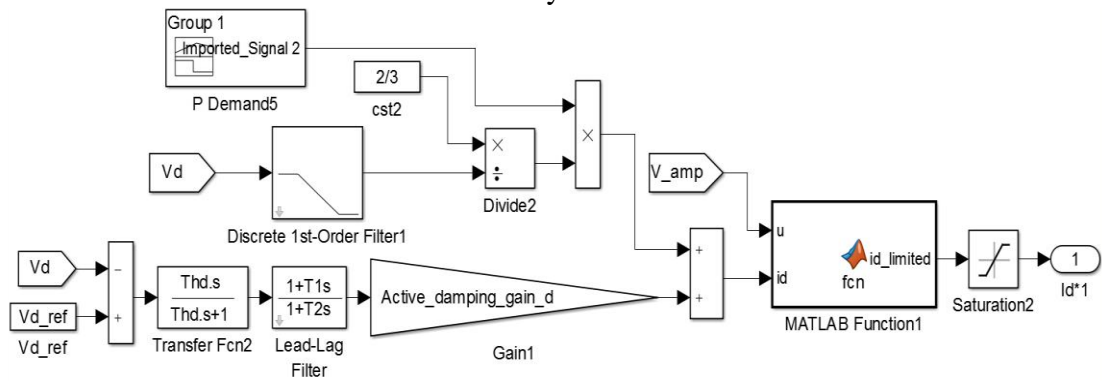 y
Group 1
Imported_Signal 2
P Demand5
2/3
cst2
×
Vd
×
÷
Divide2
V_amp
Discrete 1st-Order Filter1
u
id
id_limited
fcn
MATLAB Function1
Saturation2
1
Id*1
Vd
−
Vd_ref
+
Vd_ref
Thd.s
Thd.s+1
Transfer Fcn2
1+T1s
1+T2s
Lead-Lag
Filter
Active_damping_gain_d
Gain1
+
+